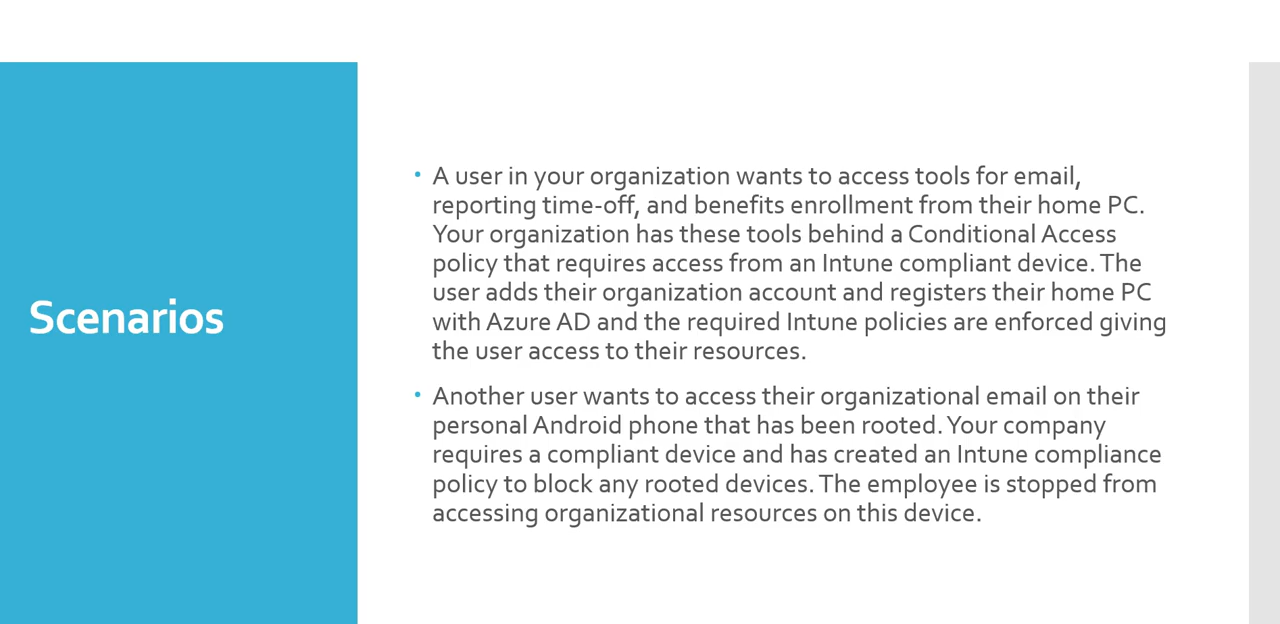 Scenarios
• A user in your organization wants to access tools for email,
reporting time-off, and benefits enrollment from their home PC.
Your organization has these tools behind a Conditional Access
policy that requires access from an Intune compliant device. The
user adds their organization account and registers their home PC
with Azure AD and the required Intune policies are enforced giving
the user access to their resources.
• Another user wants to access their organizational email on their
personal Android phone that has been rooted. Your company
requires a compliant device and has created an Intune compliance
policy to block any rooted devices. The employee is stopped from
accessing organizational resources on this device.